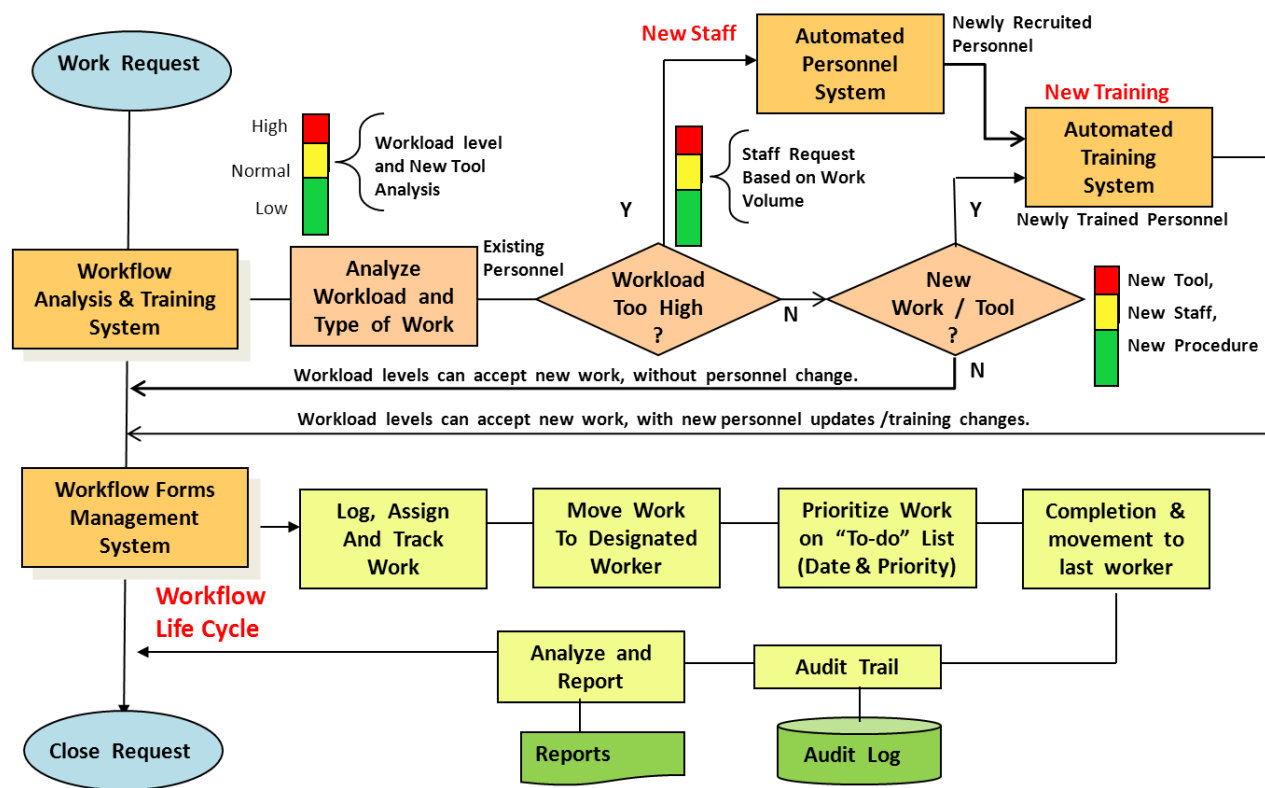 Work Request
New Staff
Automated
Personnel
System
Newly Recruited
Personnel
New Training
Automated
Training
System
Newly Trained Personnel
High
Normal
Low
Workload level
and New Tool
Analysis
Staff Request
Based on Work
Volume
Y
Y
Workflow
Analysis & Training
System
Analyze
Workload and
Type of Work
Existing
Personnel
Workload
Too High
?
N
New
Work / Tool
?
N
New Tool,
New Staff,
New Procedure
Workload levels can accept new work, without personnel change.
Workload levels can accept new work, with new personnel updates /training changes.
Workflow Forms
Management
System
Log, Assign
And Track
Work
Move Work
To Designated
Worker
Prioritize Work
on “To-do” List
(Date & Priority)
Completion &
movement to
last worker
Workflow
Life Cycle
Analyze and
Report
Audit Trail
Close Request
Reports
Audit Log